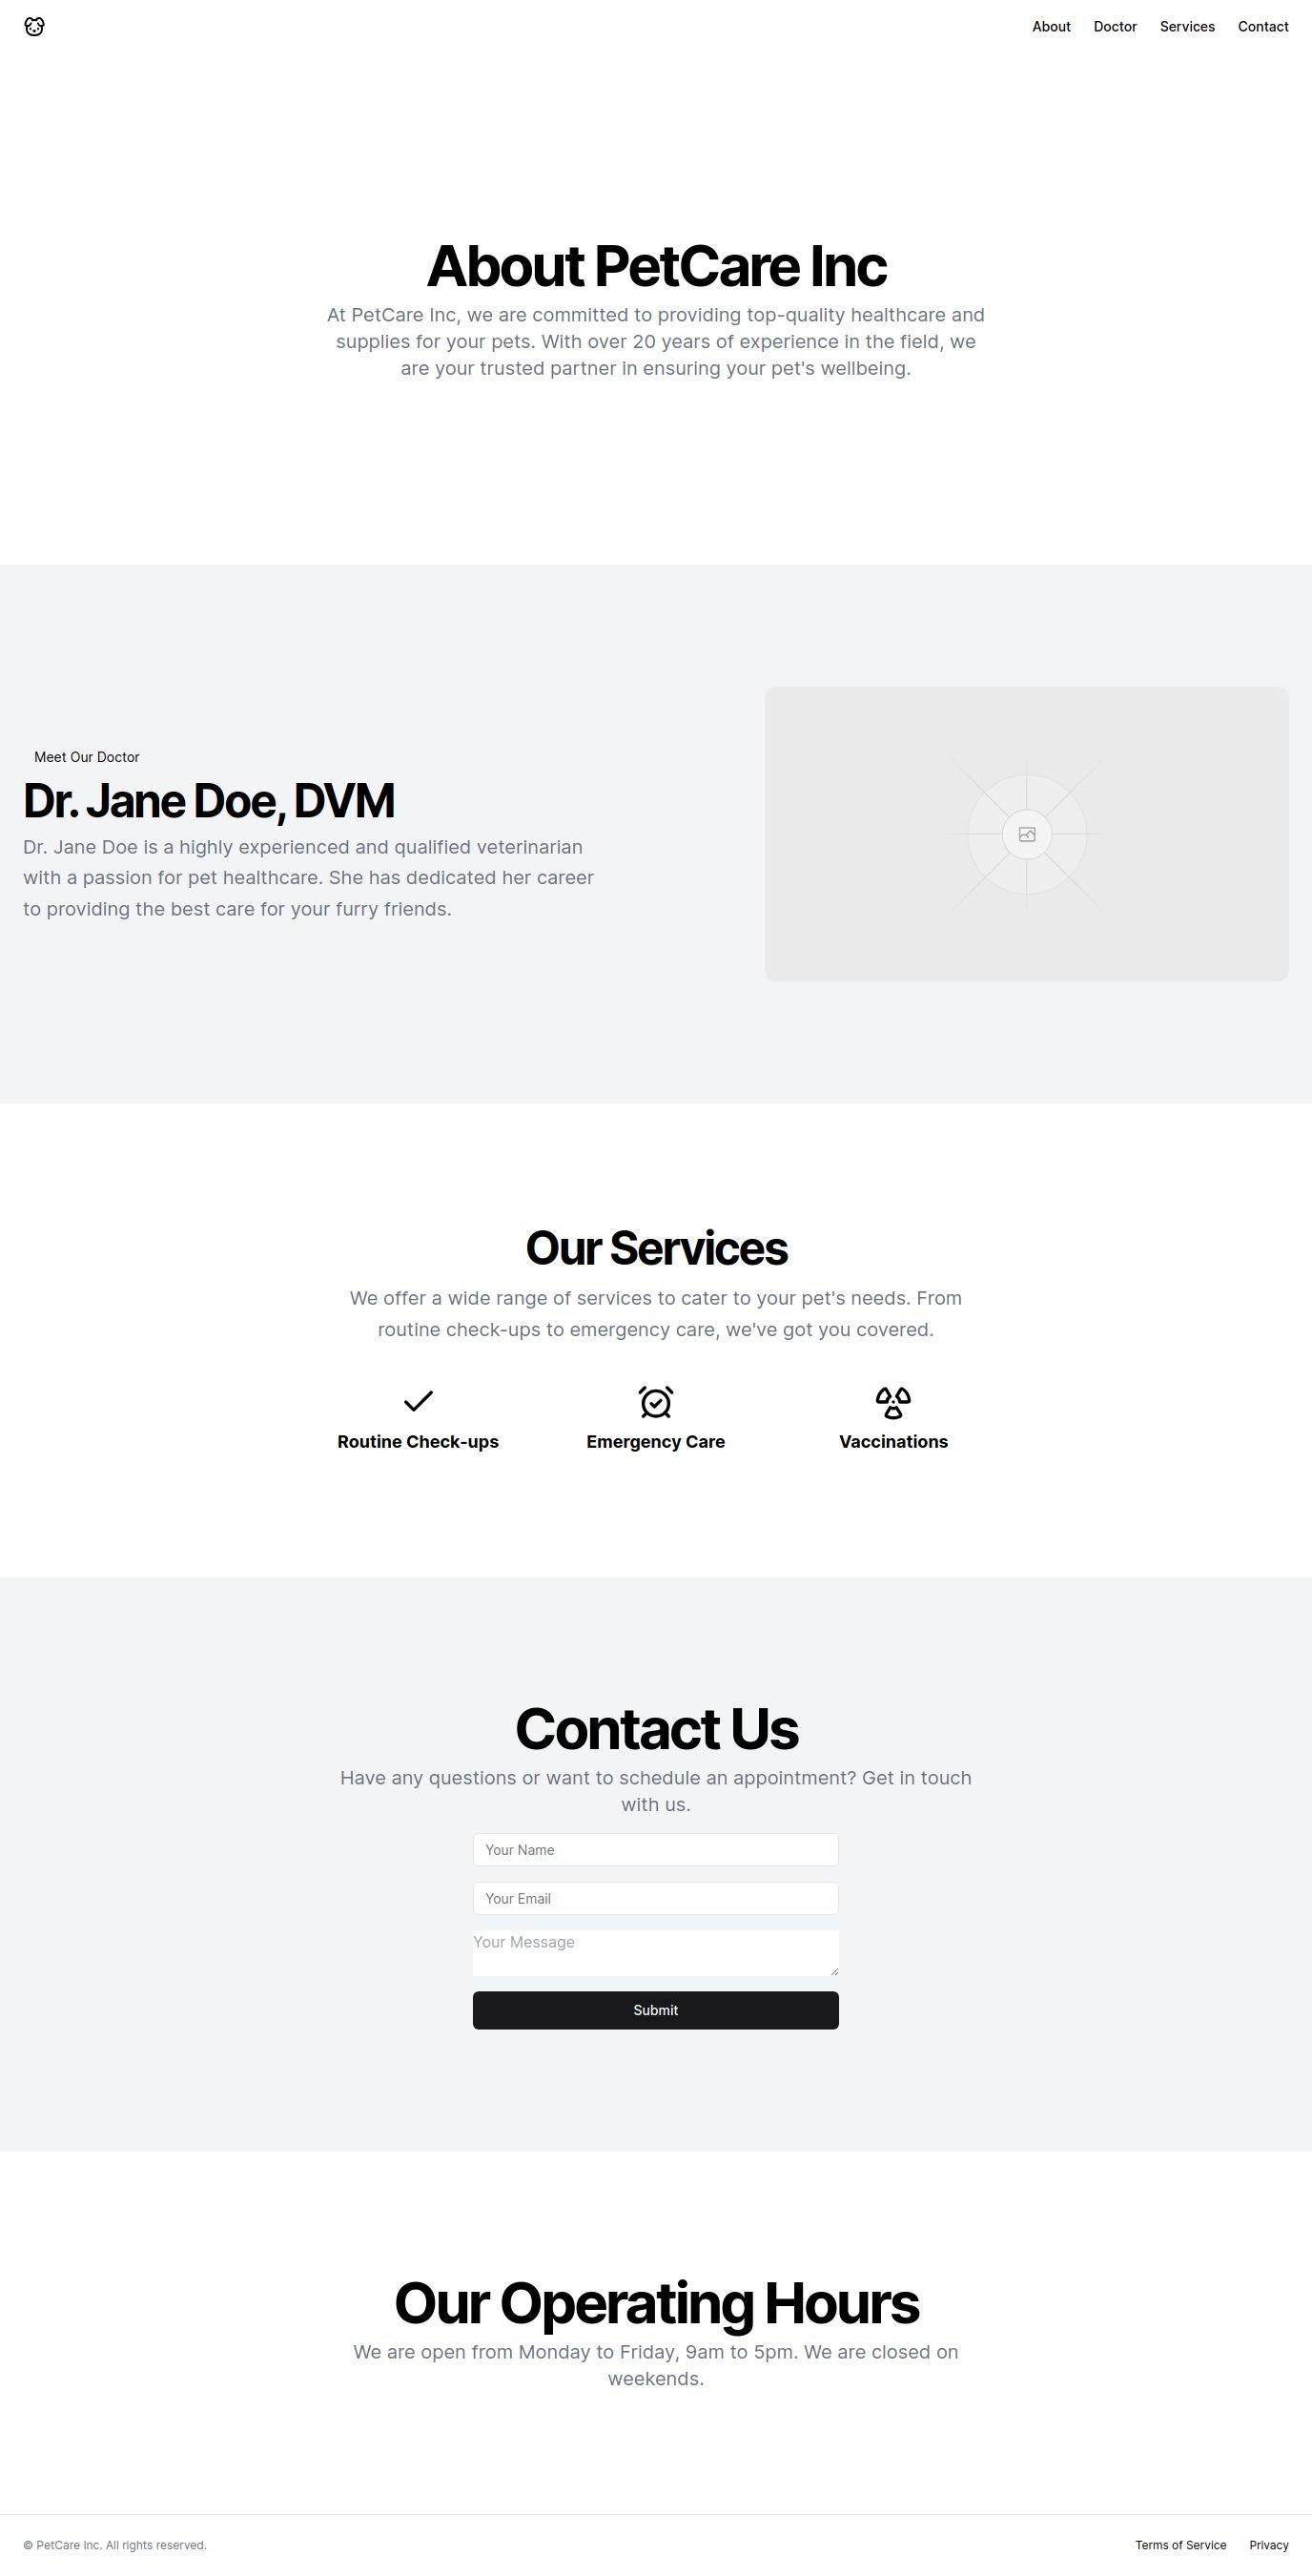 About Doctor Services Contact
About PetCare Inc
At PetCare Inc, we are committed to providing top-quality healthcare and
supplies for your pets. With over 20 years of experience in the field, we
are your trusted partner in ensuring your pet's wellbeing.
Meet Our Doctor
Dr. Jane Doe, DVM
Dr. Jane Doe is a highly experienced and qualified veterinarian
with a passion for pet healthcare. She has dedicated her career
to providing the best care for your furry friends.
Our Services
We offer a wide range of services to cater to your pet's needs. From
routine check-ups to emergency care, we've got you covered.
Routine Check-ups Emergency Care Vaccinations
Contact Us
Have any questions or want to schedule an appointment? Get in touch
with us.
Your Name
Your Email
Your Message
Submit
Our Operating Hours
We are open from Monday to Friday, 9am to 5pm. We are closed on
weekends.
© PetCare Inc. All rights reserved. Terms of Service Privacy